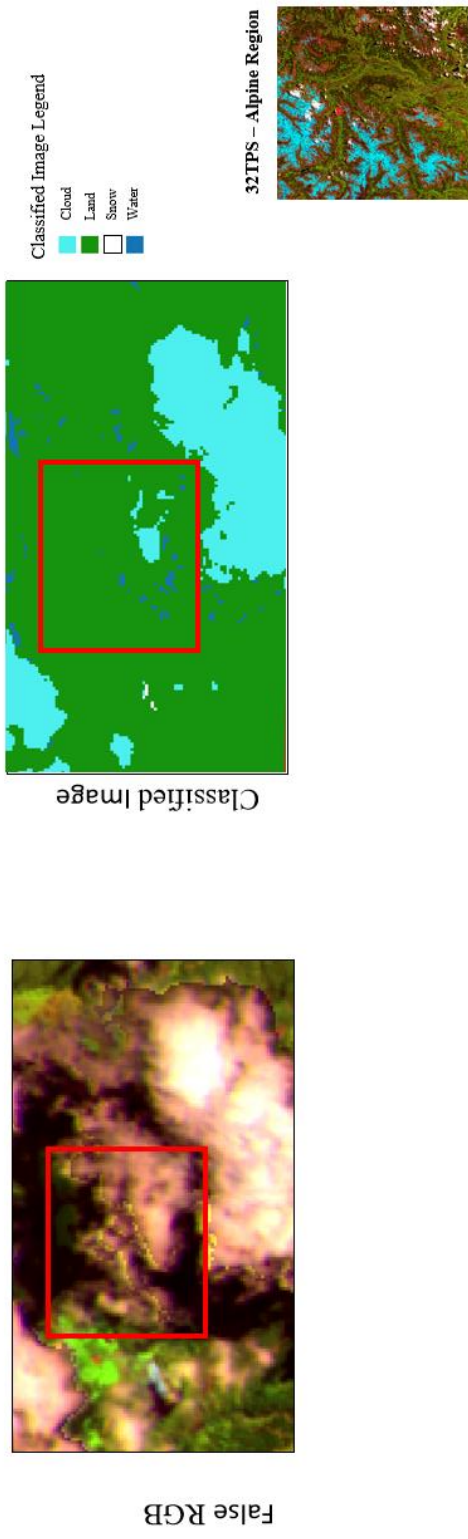 Classified Image Legend
Cloud
Land
Snow
Water
32TPS – Alpine Region
Classified Image
False RGB